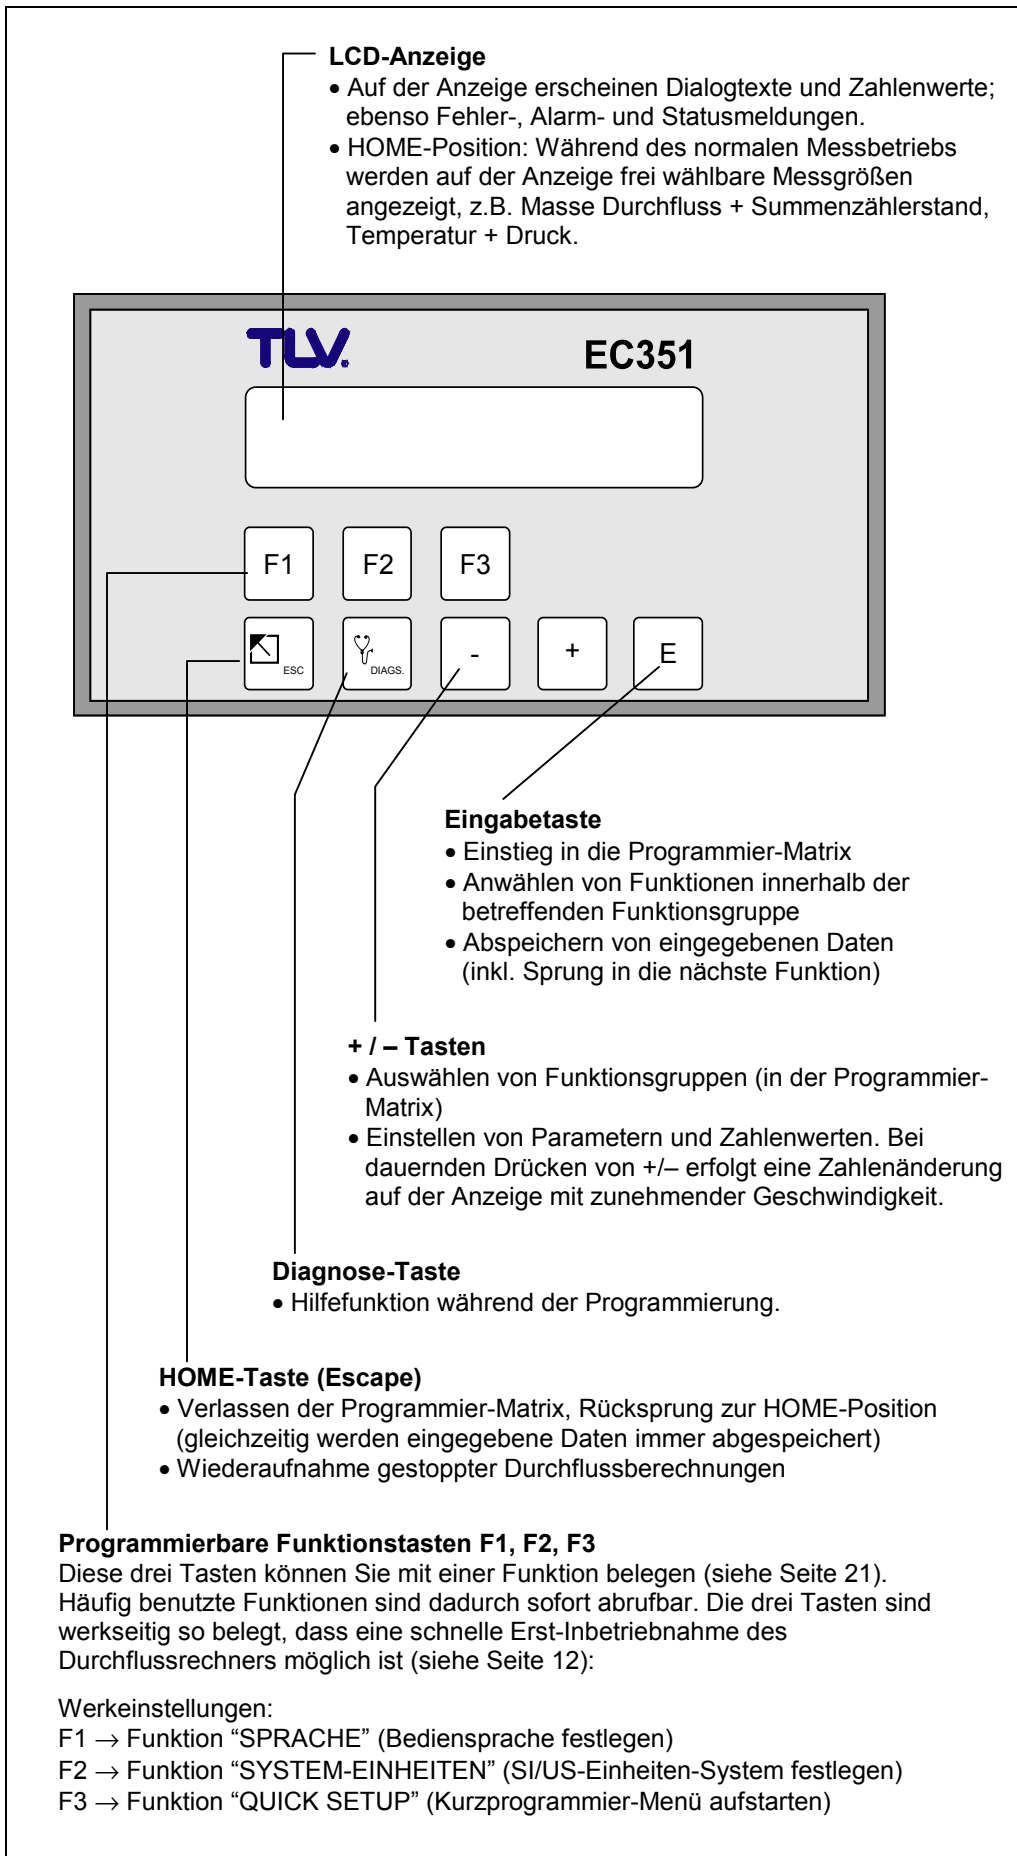 LCD-Anzeige
• Auf der Anzeige erscheinen Dialogtexte und Zahlenwerte;
ebenso Fehler-, Alarm- und Statusmeldungen.
• HOME-Position: Während des normalen Messbetriebs
werden auf der Anzeige frei wählbare Messgrößen
angezeigt, z.B. Masse Durchfluss + Summenzählerstand,
Temperatur + Druck.
TLV. EC351
F1 F2 F3
ESC DIAGS. - + E
Eingabetaste
• Einstieg in die Programmier-Matrix
• Anwählen von Funktionen innerhalb der
betreffenden Funktionsgruppe
• Abspeichern von eingegebenen Daten
(inkl. Sprung in die nächste Funktion)
+ / – Tasten
• Auswählen von Funktionsgruppen (in der Programmier-
Matrix)
• Einstellen von Parametern und Zahlenwerten. Bei
dauernden Drücken von +/– erfolgt eine Zahlenänderung
auf der Anzeige mit zunehmender Geschwindigkeit.
Diagnose-Taste
• Hilfefunktion während der Programmierung.
HOME-Taste (Escape)
• Verlassen der Programmier-Matrix, Rücksprung zur HOME-Position
(gleichzeitig werden eingegebene Daten immer abgespeichert)
• Wiederaufnahme gestoppter Durchflussberechnungen
Programmierbare Funktionstasten F1, F2, F3
Diese drei Tasten können Sie mit einer Funktion belegen (siehe Seite 21).
Häufig benutzte Funktionen sind dadurch sofort abrufbar. Die drei Tasten sind
werkseitig so belegt, dass eine schnelle Erst-Inbetriebnahme des
Durchflussrechners möglich ist (siehe Seite 12):
Werkeinstellungen:
F1 → Funktion “SPRACHE” (Bediensprache festlegen)
F2 → Funktion “SYSTEM-EINHEITEN” (SI/US-Einheiten-System festlegen)
F3 → Funktion “QUICK SETUP” (Kurzprogrammier-Menü aufstarten)